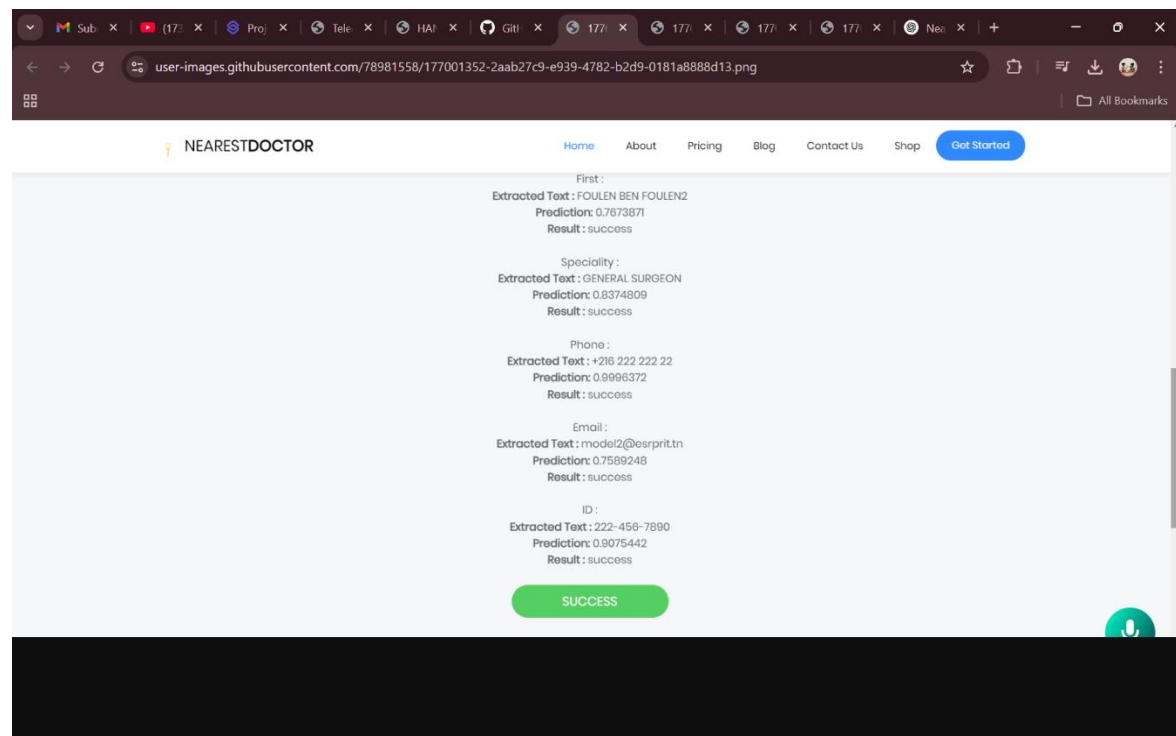 Sub
(173
Proj
Tele
HAN
GitH
177(
177(
177(
177(
Nea
user-images.githubusercontent.com/78981558/177001352-2aab27c9-e939-4782-b2d9-0181a8888d13.png
All Bookmarks
NEARESTDOCTOR
Home About Pricing Blog Contact Us Shop Get Started
First :
Extracted Text : FOULEN BEN FOULEN2
Prediction: 0.7673871
Result : success
Speciality :
Extracted Text : GENERAL SURGEON
Prediction: 0.8374809
Result : success
Phone :
Extracted Text : +216 222 222 22
Prediction: 0.9996372
Result : success
Email :
Extracted Text : model2@esrprit.tn
Prediction: 0.7589248
Result : success
ID :
Extracted Text : 222-456-7890
Prediction: 0.9075442
Result : success
SUCCESS